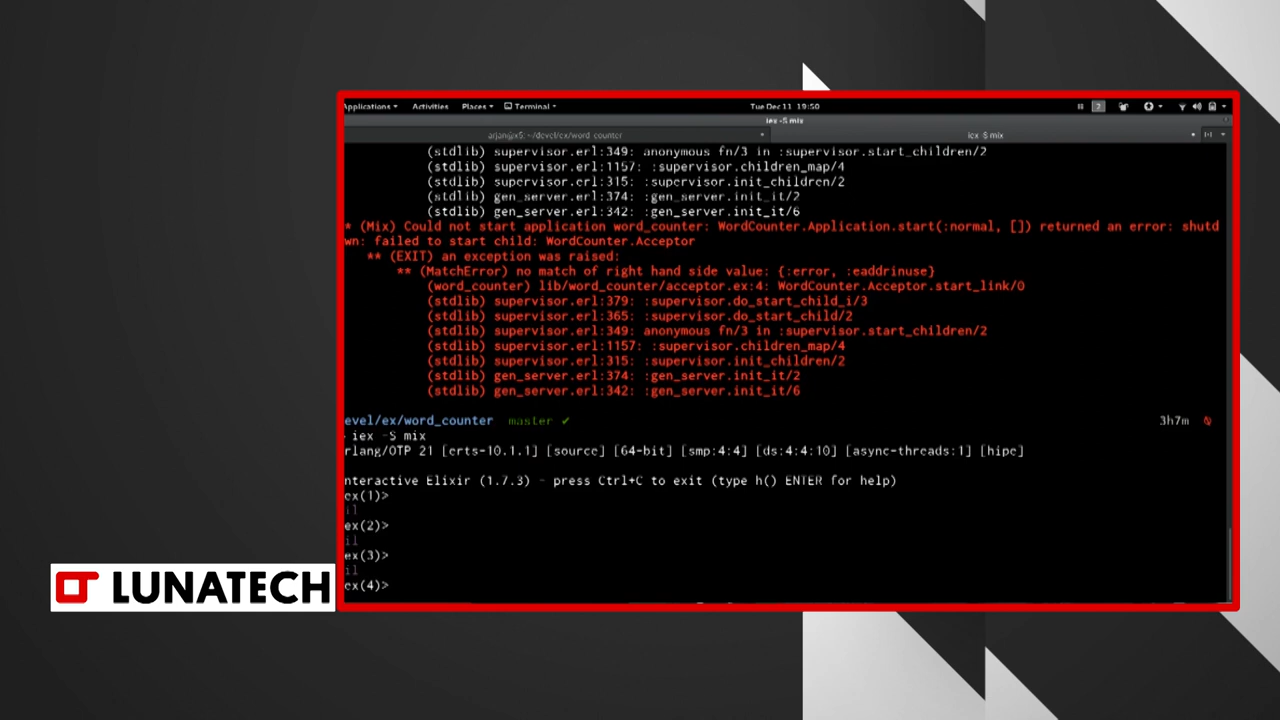 Applications Activities Places Terminal Tue Dec 11 19:50 2
iex -S mix
arjan@x5: ~/devel/ex/word_counter iex -S mix
(stdlib) supervisor.erl:349: anonymous fn/3 in :supervisor.start_children/2
(stdlib) supervisor.erl:1157: :supervisor.children_map/4
(stdlib) supervisor.erl:315: :supervisor.init_children/2
(stdlib) gen_server.erl:374: :gen_server.init_it/2
(stdlib) gen_server.erl:342: :gen_server.init_it/6
* (Mix) Could not start application word_counter: WordCounter.Application.start(:normal, []) returned an error: shutd
wn: failed to start child: WordCounter.Acceptor
** (EXIT) an exception was raised:
** (MatchError) no match of right hand side value: {:error, :eaddrinuse}
(word_counter) lib/word_counter/acceptor.ex:4: WordCounter.Acceptor.start_link/0
(stdlib) supervisor.erl:379: :supervisor.do_start_child_i/3
(stdlib) supervisor.erl:365: :supervisor.do_start_child/2
(stdlib) supervisor.erl:349: anonymous fn/3 in :supervisor.start_children/2
(stdlib) supervisor.erl:1157: :supervisor.children_map/4
(stdlib) supervisor.erl:315: :supervisor.init_children/2
(stdlib) gen_server.erl:374: :gen_server.init_it/2
(stdlib) gen_server.erl:342: :gen_server.init_it/6
evel/ex/word_counter master ✔ 3h7m
iex -S mix
rlang/OTP 21 [erts-10.1.1] [source] [64-bit] [smp:4:4] [ds:4:4:10] [async-threads:1] [hipe]
nteractive Elixir (1.7.3) - press Ctrl+C to exit (type h() ENTER for help)
ex(1)>
il
ex(2)>
il
ex(3)>
il
ex(4)>
LUNATECH